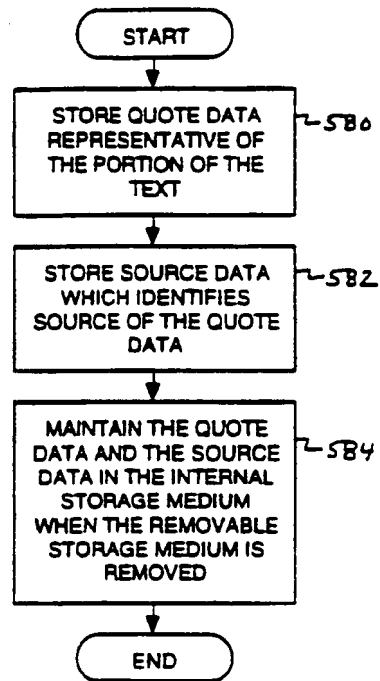 START
STORE QUOTE DATA
REPRESENTATIVE OF
THE PORTION OF THE
TEXT
580
STORE SOURCE DATA
WHICH IDENTIFIES
SOURCE OF THE QUOTE
DATA
582
MAINTAIN THE QUOTE
DATA AND THE SOURCE
DATA IN THE INTERNAL
STORAGE MEDIUM
WHEN THE REMOVABLE
STORAGE MEDIUM IS
REMOVED
584
END